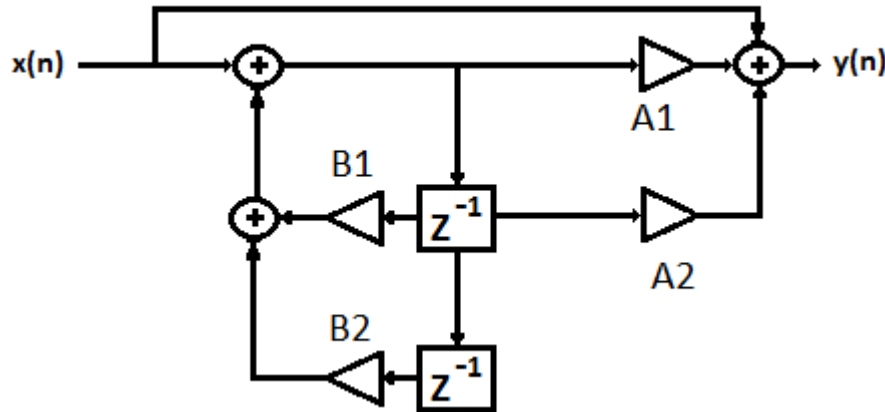 x(n)
+
+
y(n)
A1
B1
+
Z⁻¹
A2
B2
Z⁻¹